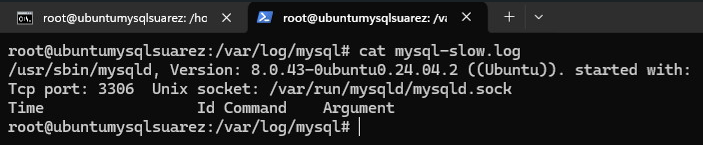 root@ubuntumysqlsuarez: /ho
root@ubuntumysqlsuarez: /va
root@ubuntumysqlsuarez:/var/log/mysql# cat mysql-slow.log
/usr/sbin/mysqld, Version: 8.0.43-0ubuntu0.24.04.2 ((Ubuntu)). started with:
Tcp port: 3306  Unix socket: /var/run/mysqld/mysqld.sock
Time                 Id Command    Argument
root@ubuntumysqlsuarez:/var/log/mysql#